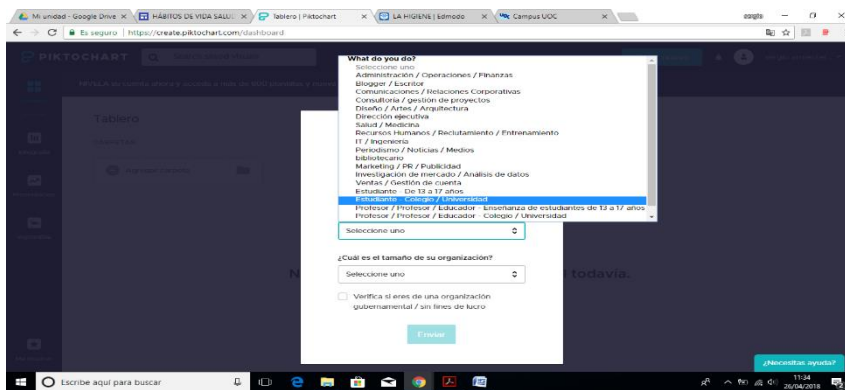 Mi unidad - Google Drive
HÁBITOS DE VIDA SALU
Tablero | Piktochart
LA HIGIENE | Edmodo
Campus UOC
Es seguro | https://create.piktochart.com/dashboard
PIKTOCHART
Tablero
What do you do?
Seleccione uno
Administración / Operaciones / Finanzas
Blogger / Escritor
Comunicaciones / Relaciones Corporativas
Consultoría / gestión de proyectos
Diseño / Artes / Arquitectura
Dirección ejecutiva
Salud / Medicina
Recursos Humanos / Reclutamiento / Entrenamiento
IT / Ingeniería
Periodismo / Noticias / Medios
bibliotecario
Marketing / PR / Publicidad
Investigación de mercado / Análisis de datos
Ventas / Gestión de cuenta
Estudiante - De 13 a 17 años
Estudiante - Colegio / Universidad
Profesor / Profesor / Educador - Enseñanza de estudiantes de 13 a 17 años
Profesor / Profesor / Educador - Colegio / Universidad
Seleccione uno
¿Cuál es el tamaño de su organización?
Seleccione uno
todavía.
Verifica si eres de una organización
gubernamental / sin fines de lucro
Enviar
¿Necesitas ayuda?
Escribe aquí para buscar
11:34
26/04/2018